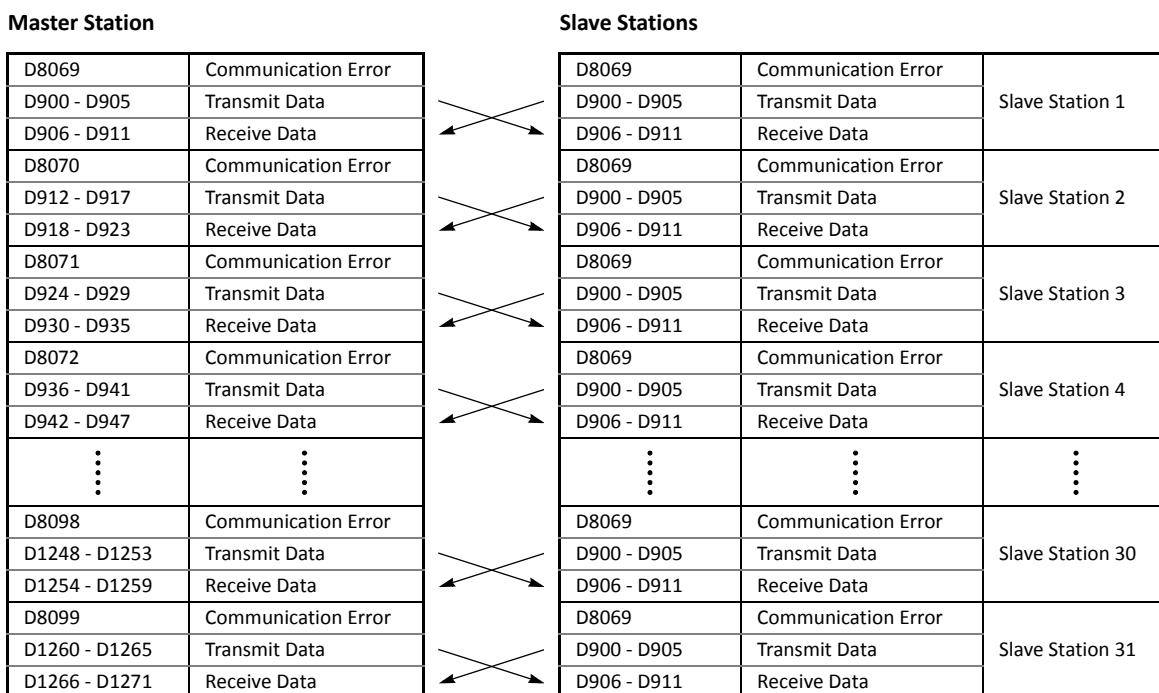 Master Station Slave Stations
D8069 Communication Error D8069 Communication Error
D900 - D905 Transmit Data D900 - D905 Transmit Data Slave Station 1
D906 - D911 Receive Data D906 - D911 Receive Data
D8070 Communication Error D8069 Communication Error
D912 - D917 Transmit Data D900 - D905 Transmit Data Slave Station 2
D918 - D923 Receive Data D906 - D911 Receive Data
D8071 Communication Error D8069 Communication Error
D924 - D929 Transmit Data D900 - D905 Transmit Data Slave Station 3
D930 - D935 Receive Data D906 - D911 Receive Data
D8072 Communication Error D8069 Communication Error
D936 - D941 Transmit Data D900 - D905 Transmit Data Slave Station 4
D942 - D947 Receive Data D906 - D911 Receive Data
D8098 Communication Error D8069 Communication Error
D1248 - D1253 Transmit Data D900 - D905 Transmit Data Slave Station 30
D1254 - D1259 Receive Data D906 - D911 Receive Data
D8099 Communication Error D8069 Communication Error
D1260 - D1265 Transmit Data D900 - D905 Transmit Data Slave Station 31
D1266 - D1271 Receive Data D906 - D911 Receive Data